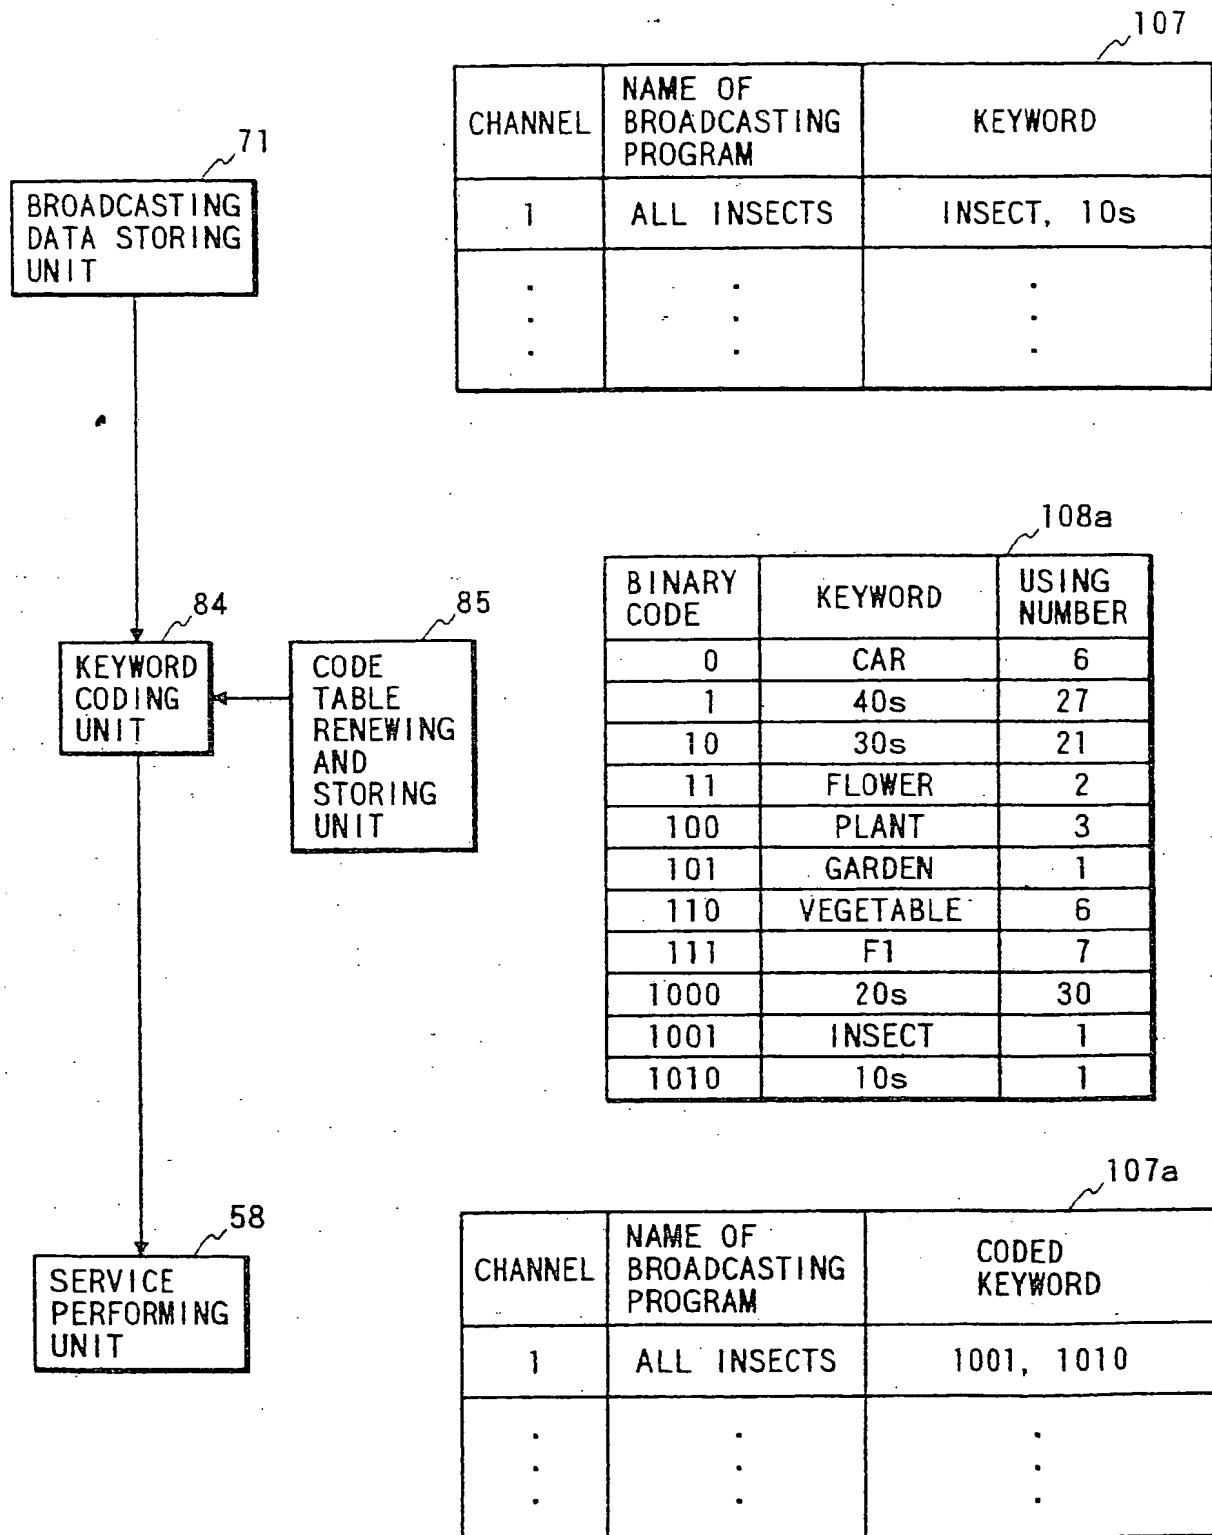 107
CHANNEL
NAME OF
BROADCASTING
PROGRAM
KEYWORD
1 ALL INSECTS INSECT, 10s
71
BROADCASTING
DATA STORING
UNIT
108a
BINARY
CODE
KEYWORD
USING
NUMBER
0 CAR 6
1 40s 27
10 30s 21
11 FLOWER 2
100 PLANT 3
101 GARDEN 1
110 VEGETABLE 6
111 F1 7
1000 20s 30
1001 INSECT 1
1010 10s 1
84
KEYWORD
CODING
UNIT
85
CODE
TABLE
RENEWING
AND
STORING
UNIT
107a
CHANNEL
NAME OF
BROADCASTING
PROGRAM
CODED
KEYWORD
1 ALL INSECTS 1001, 1010
58
SERVICE
PERFORMING
UNIT